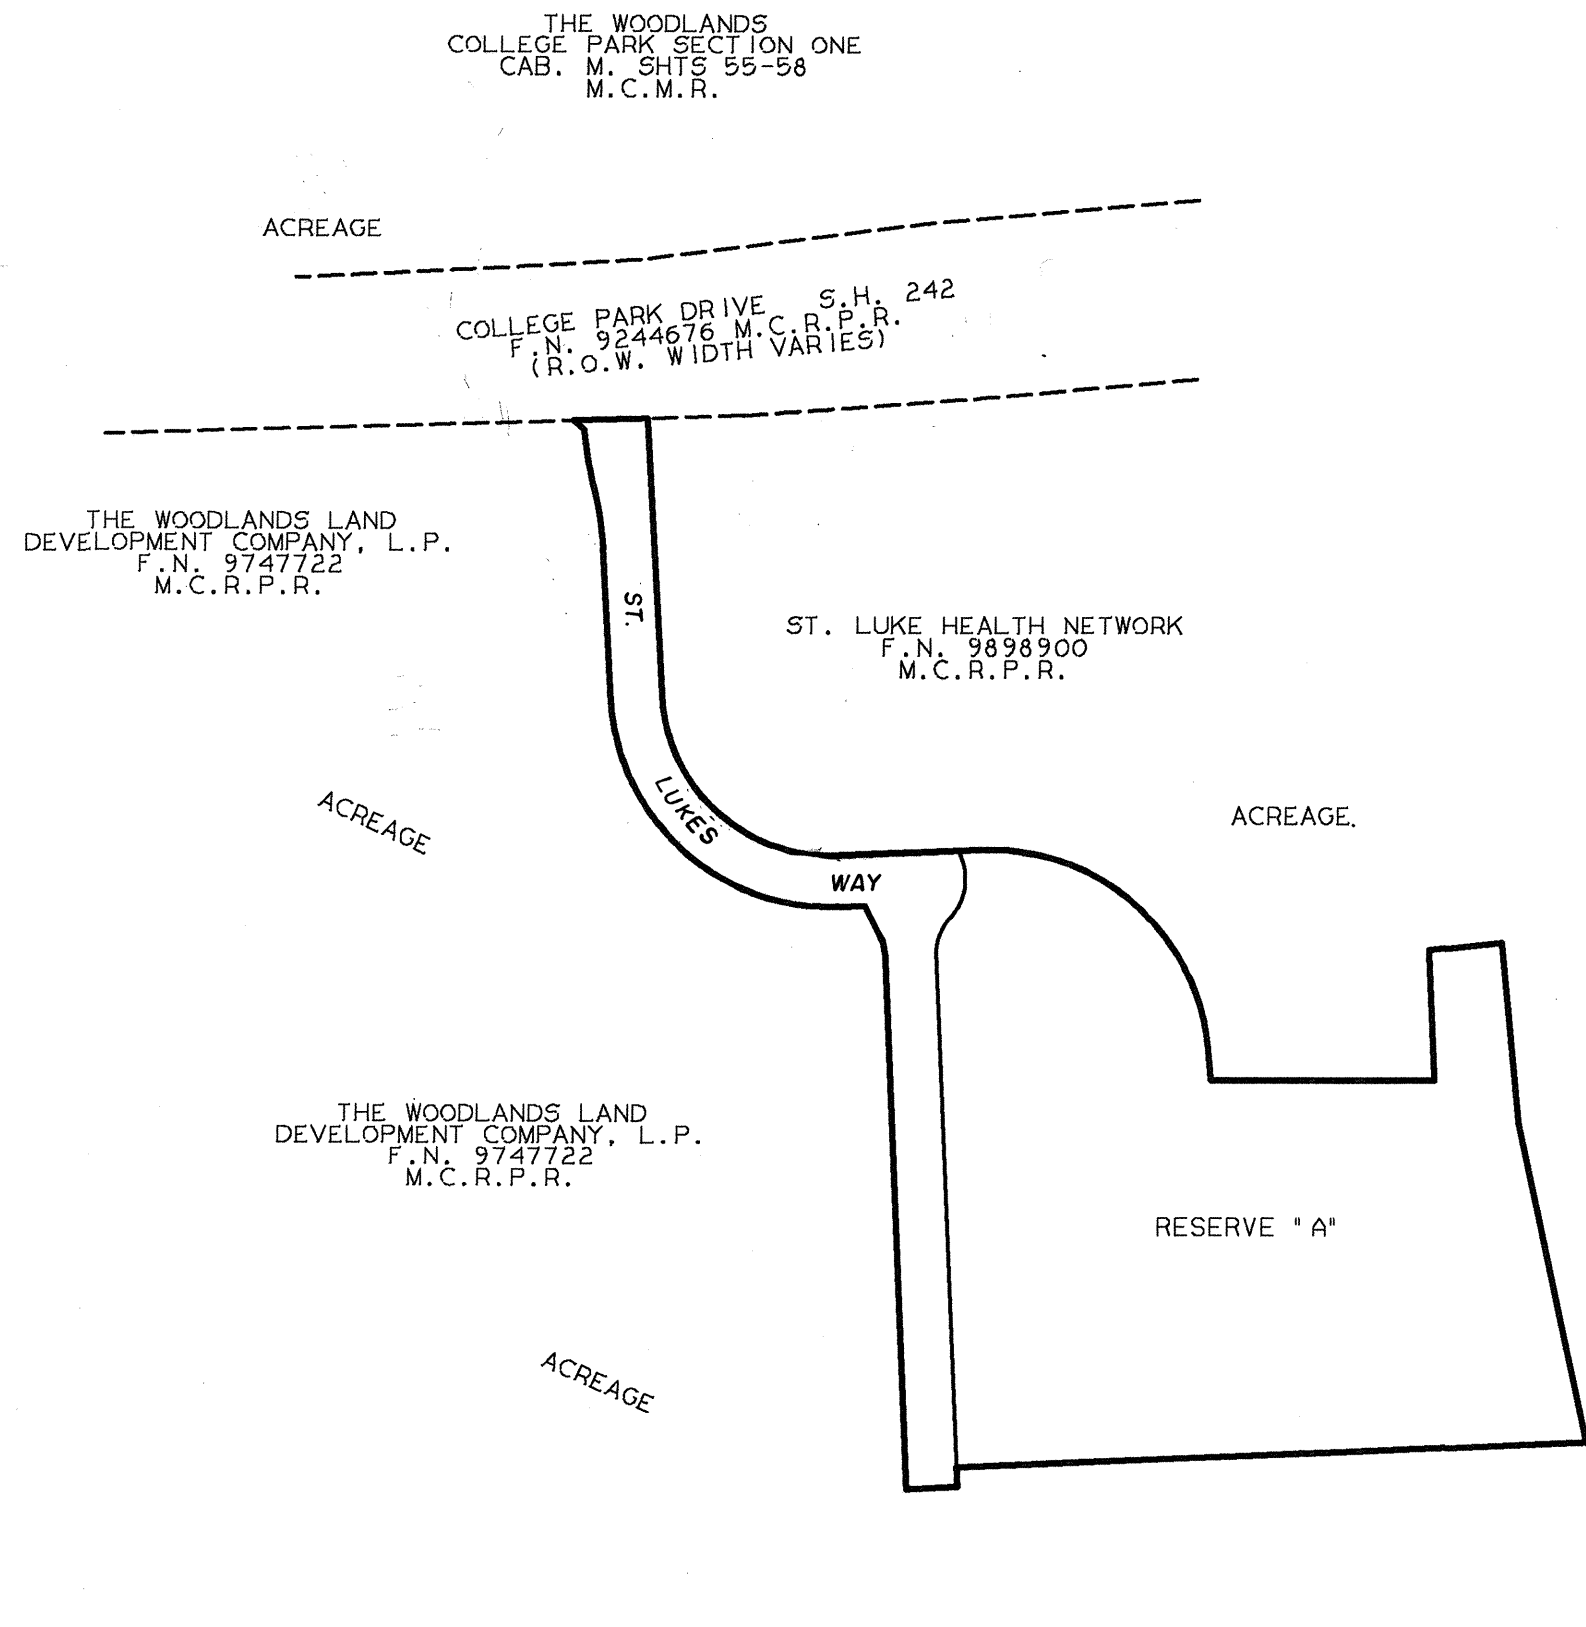 THE WOODLANDS
COLLEGE PARK SECTION ONE
CAB. M. SHTS 55-58
M.C.M.R.
ACREAGE
COLLEGE PARK DRIVE S.H. 242
F.N. 9244676 M.C.R.P.R.
(R.O.W. WIDTH VARIES)
THE WOODLANDS LAND
DEVELOPMENT COMPANY, L.P.
F.N. 9747722
M.C.R.P.R.
ST.
LUKES
WAY
ST. LUKE HEALTH NETWORK
F.N. 9898900
M.C.R.P.R.
ACREAGE
ACREAGE.
THE WOODLANDS LAND
DEVELOPMENT COMPANY, L.P.
F.N. 9747722
M.C.R.P.R.
RESERVE "A"
ACREAGE